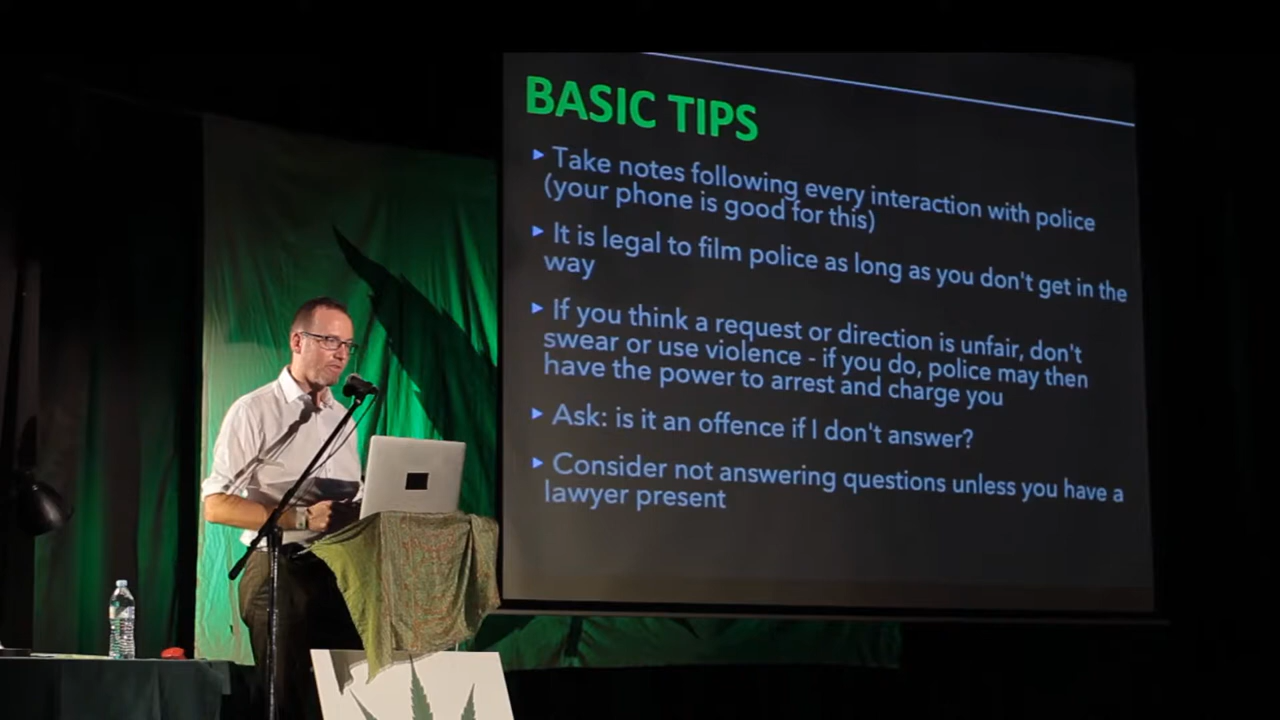 BASIC TIPS
▸ Take notes following every interaction with police
(your phone is good for this)
▸ It is legal to film police as long as you don't get in the
way
▸ If you think a request or direction is unfair, don't
swear or use violence - if you do, police may then
have the power to arrest and charge you
▸ Ask: is it an offence if I don't answer?
▸ Consider not answering questions unless you have a
lawyer present